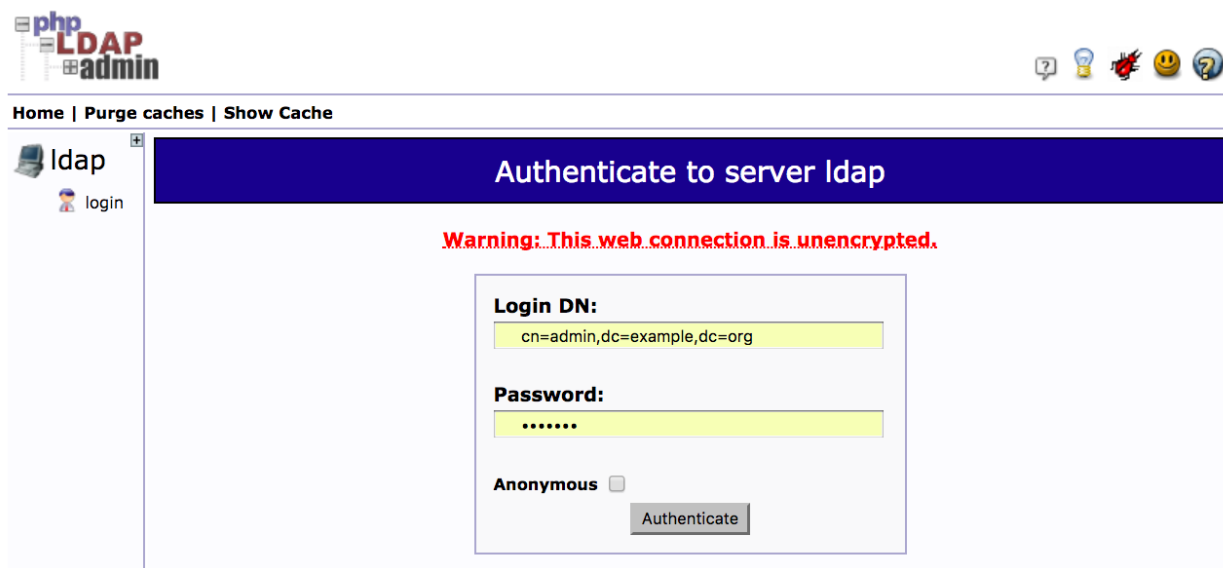 php
LDAP
admin
Home | Purge caches | Show Cache
ldap
login
Authenticate to server ldap
Warning: This web connection is unencrypted.
Login DN:
cn=admin,dc=example,dc=org
Password:
•••••••
Anonymous
Authenticate